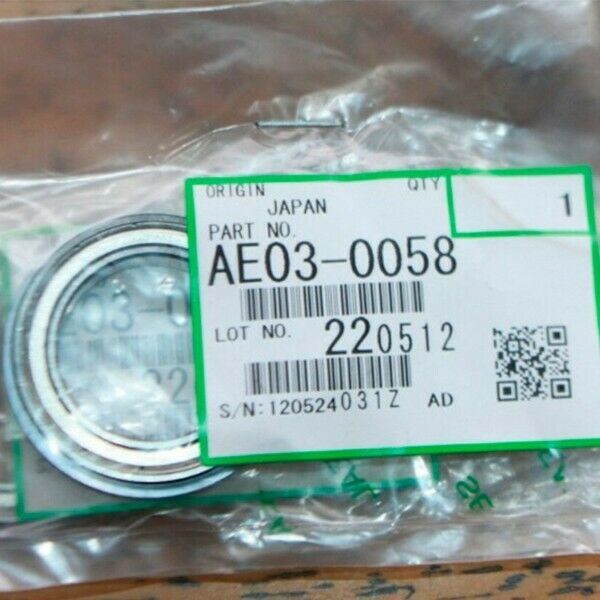 ORIGIN QTY
JAPAN 1
PART NO.
AE03-0058
LOT NO. 220512
S/N:120524031Z AD